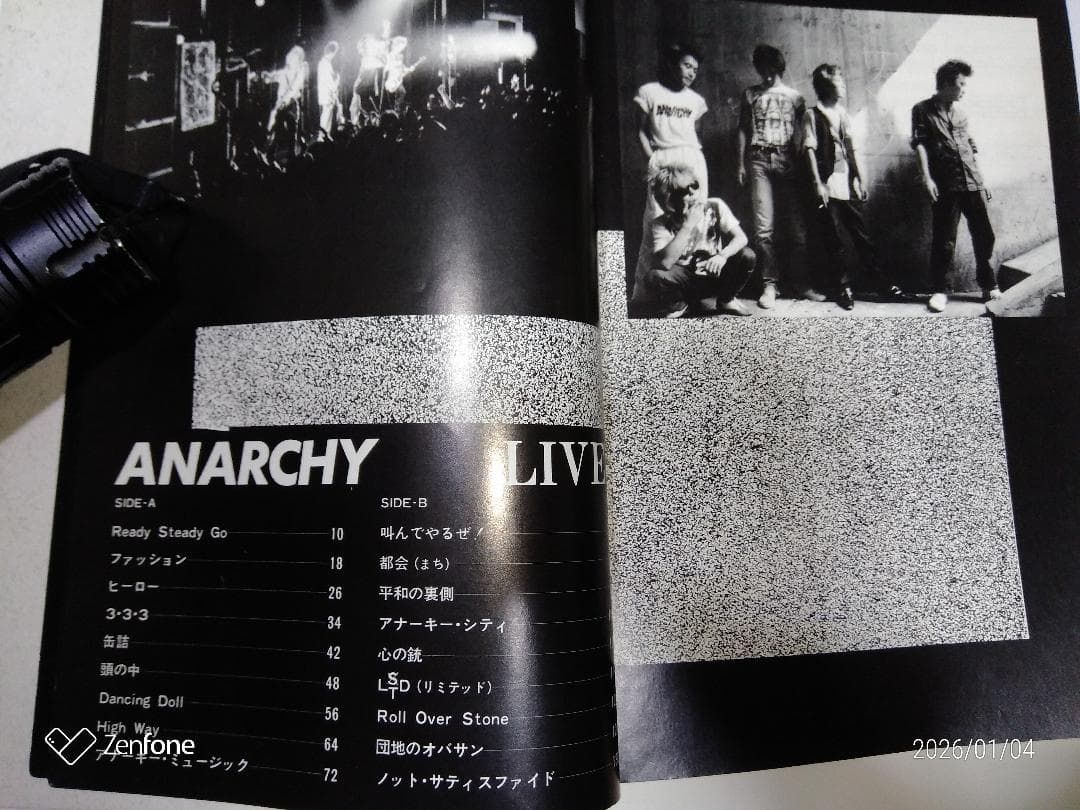 ANARCHY
ANARCHY LIVE
SIDE-A
Ready Steady Go 10
ファッション 18
ヒーロー 26
3・3・3 34
缶詰 42
頭の中 48
Dancing Doll 56
High Way 64
アナーキー・ミュージック 72
SIDE-B
叫んでやるぜ!
都会(まち)
平和の裏側
アナーキー・シティ
心の銃
LSTD(リミテッド)
Roll Over Stone
団地のオバサン
ノット・サティスファイド
Zenfone
2026/01/04